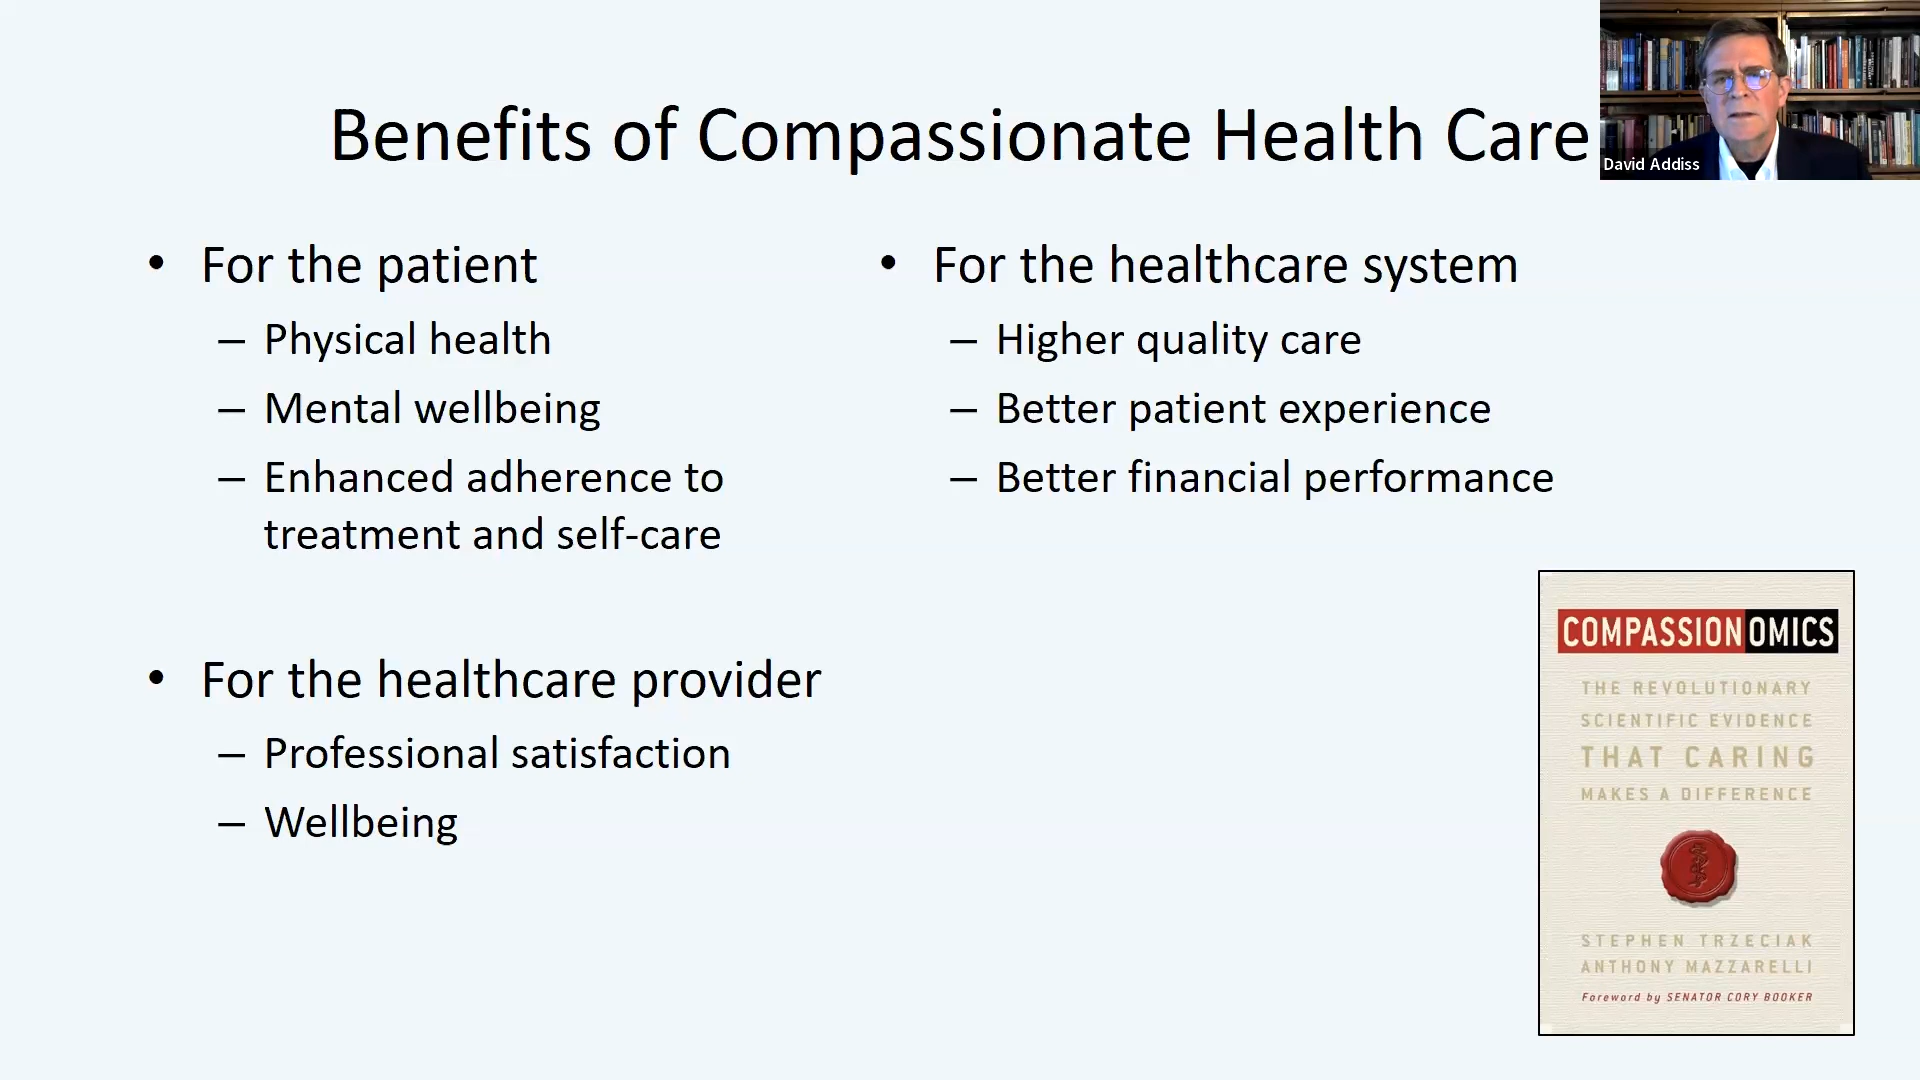 Benefits of Compassionate Health Care
David Addiss
• For the patient
– Physical health
– Mental wellbeing
– Enhanced adherence to
treatment and self-care
• For the healthcare provider
– Professional satisfaction
– Wellbeing
• For the healthcare system
– Higher quality care
– Better patient experience
– Better financial performance
COMPASSIONOMICS
THE REVOLUTIONARY
SCIENTIFIC EVIDENCE
THAT CARING
MAKES A DIFFERENCE
STEPHEN TRZECIAK
ANTHONY MAZZARELLI
Foreword by SENATOR CORY BOOKER